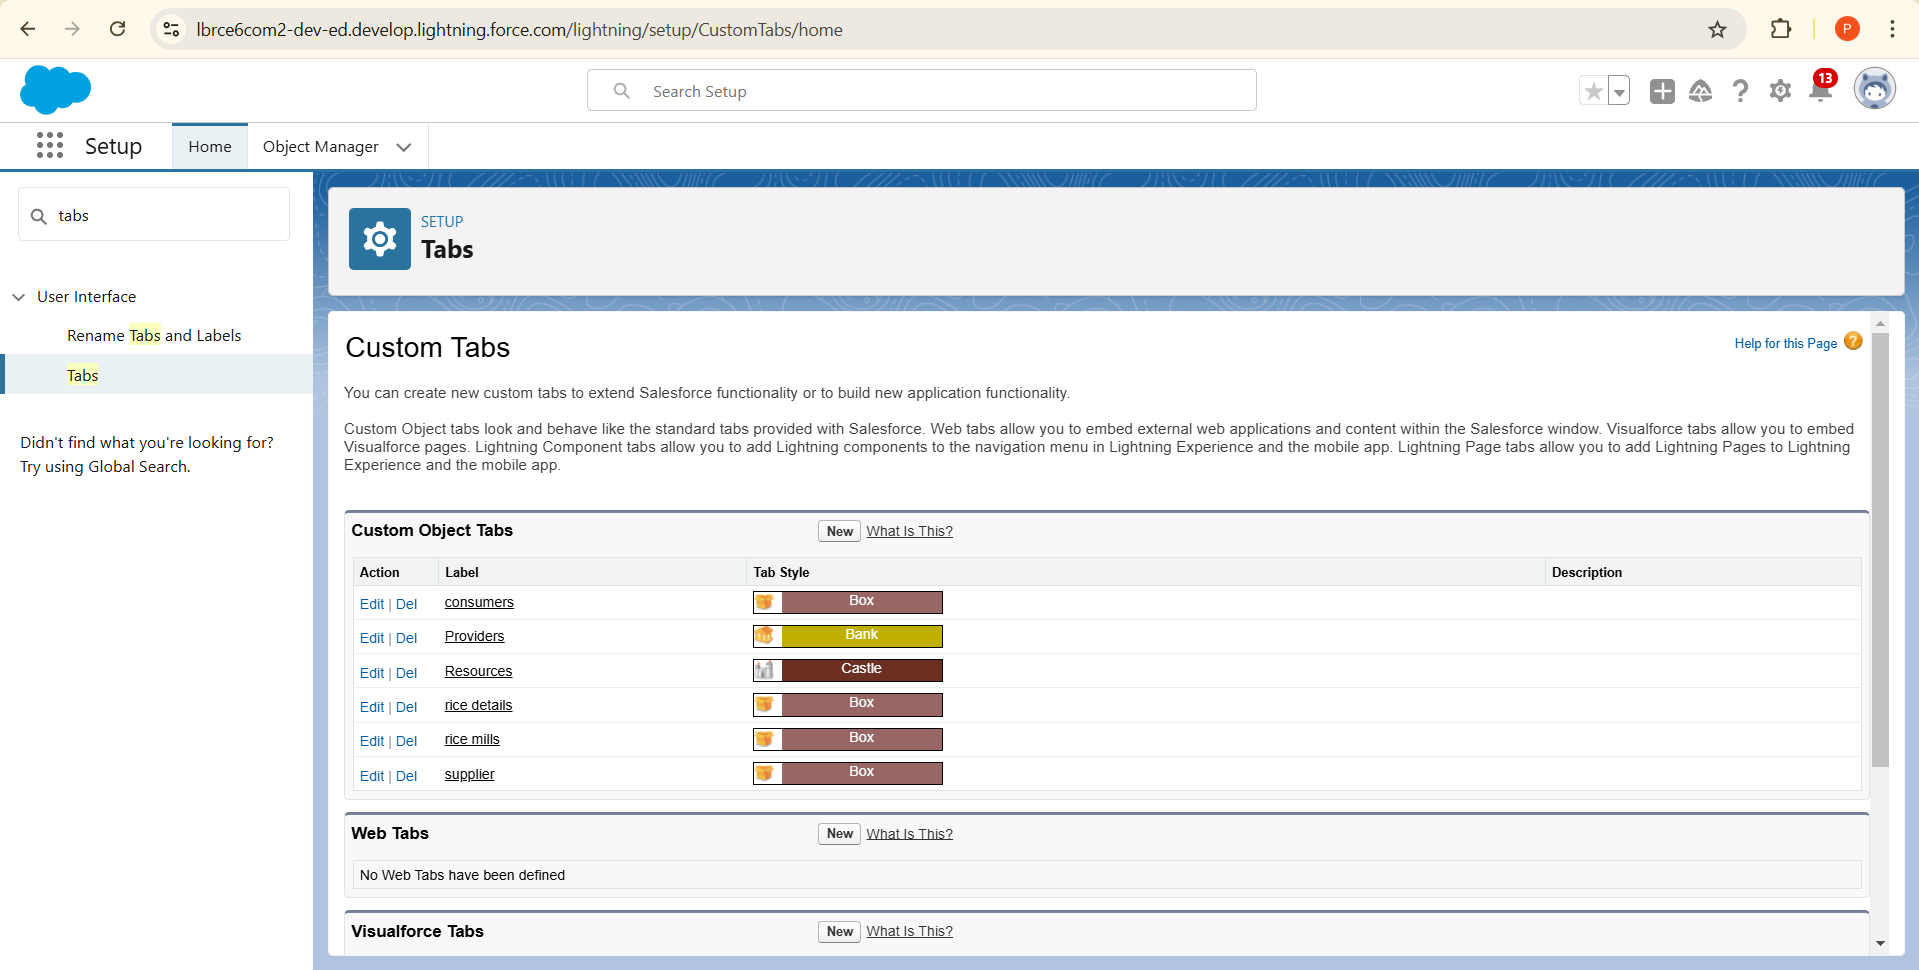 lbrce6com2-dev-ed.develop.lightning.force.com/lightning/setup/CustomTabs/home
P
Search Setup
13
Setup
Home
Object Manager
tabs
User Interface
Rename Tabs and Labels
Tabs
Didn't find what you're looking for?
Try using Global Search.
SETUP
Tabs
Custom Tabs
Help for this Page
?
You can create new custom tabs to extend Salesforce functionality or to build new application functionality.
Custom Object tabs look and behave like the standard tabs provided with Salesforce. Web tabs allow you to embed external web applications and content within the Salesforce window. Visualforce tabs allow you to embed
Visualforce pages. Lightning Component tabs allow you to add Lightning components to the navigation menu in Lightning Experience and the mobile app. Lightning Page tabs allow you to add Lightning Pages to Lightning
Experience and the mobile app.
Custom Object Tabs New What Is This?
Action Label Tab Style Description
Edit | Del consumers Box
Edit | Del Providers Bank
Edit | Del Resources Castle
Edit | Del rice details Box
Edit | Del rice mills Box
Edit | Del supplier Box
Web Tabs New What Is This?
No Web Tabs have been defined
Visualforce Tabs New What Is This?